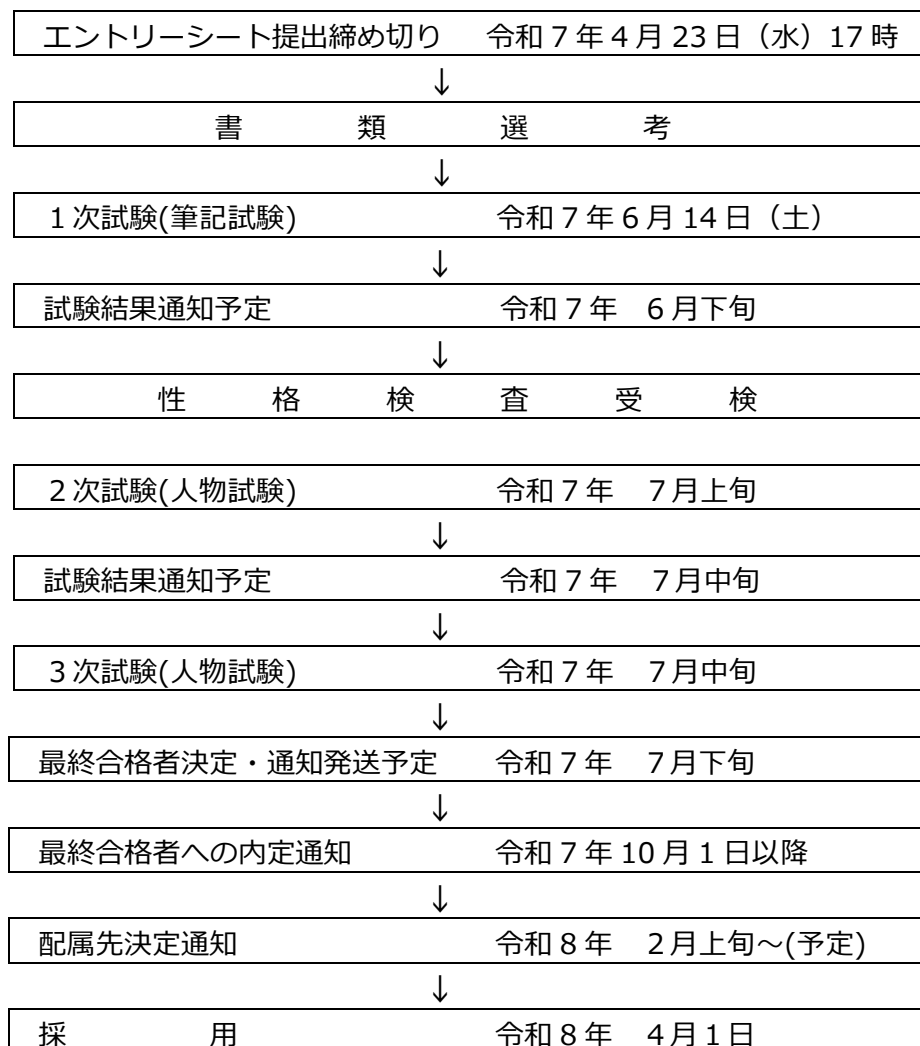 エントリーシート提出締め切り 令和７年４月 23 日（水）17 時
↓
書 類 選 考
↓
１次試験(筆記試験) 令和７年６月 14 日（土）
↓
試験結果通知予定 令和７年 ６月下旬
↓
性 格 検 査 受 検
２次試験(人物試験) 令和７年 ７月上旬
↓
試験結果通知予定 令和７年 ７月中旬
↓
３次試験(人物試験) 令和７年 ７月中旬
↓
最終合格者決定・通知発送予定 令和７年 ７月下旬
↓
最終合格者への内定通知 令和７年 10 月１日以降
↓
配属先決定通知 令和８年 ２月上旬～(予定)
↓
採 用 令和８年 ４月１日